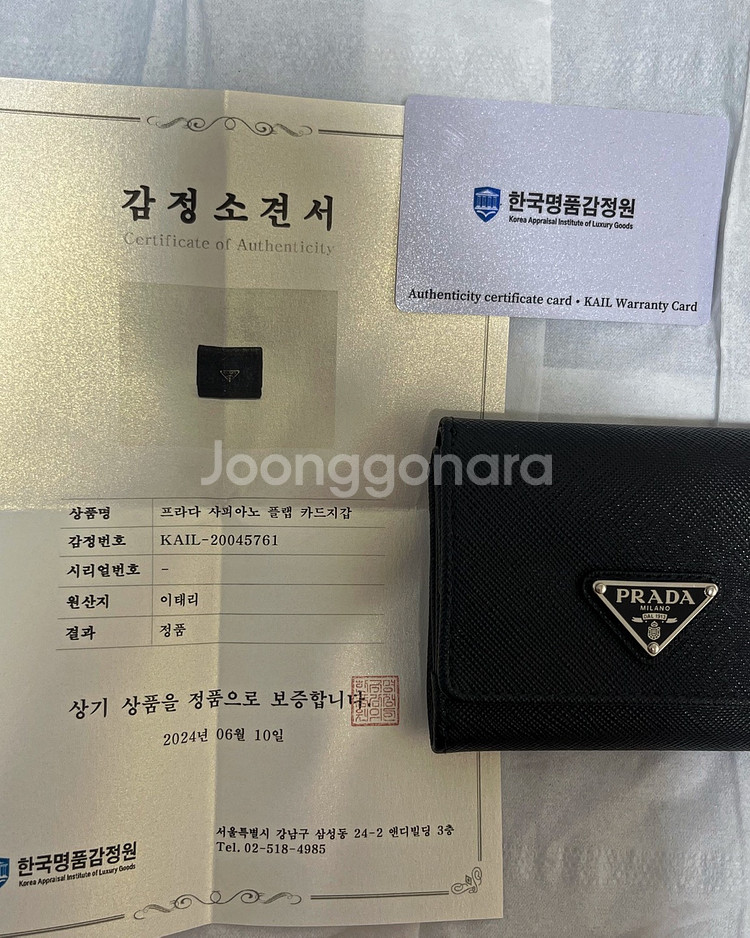 감정소견서
Certificate of Authenticity
한국명품감정원
Korea Appraisal Institute of Luxury Goods
Authenticity certificate card • KAIL Warranty Card
Joonggonara
상품명 프라다 사피아노 플랩 카드지갑
감정번호 KAIL-20045761
시리얼번호 -
원산지 이태리
결과 정품
PRADA
MILANO
DAL 1913
상기 상품을 정품으로 보증합니다.
2024년 06월 10일
서울특별시 강남구 삼성동 24-2 앤디빌딩 3층
Tel. 02-518-4985
한국명품감정원
Korea Appraisal Institute of Luxury Goods